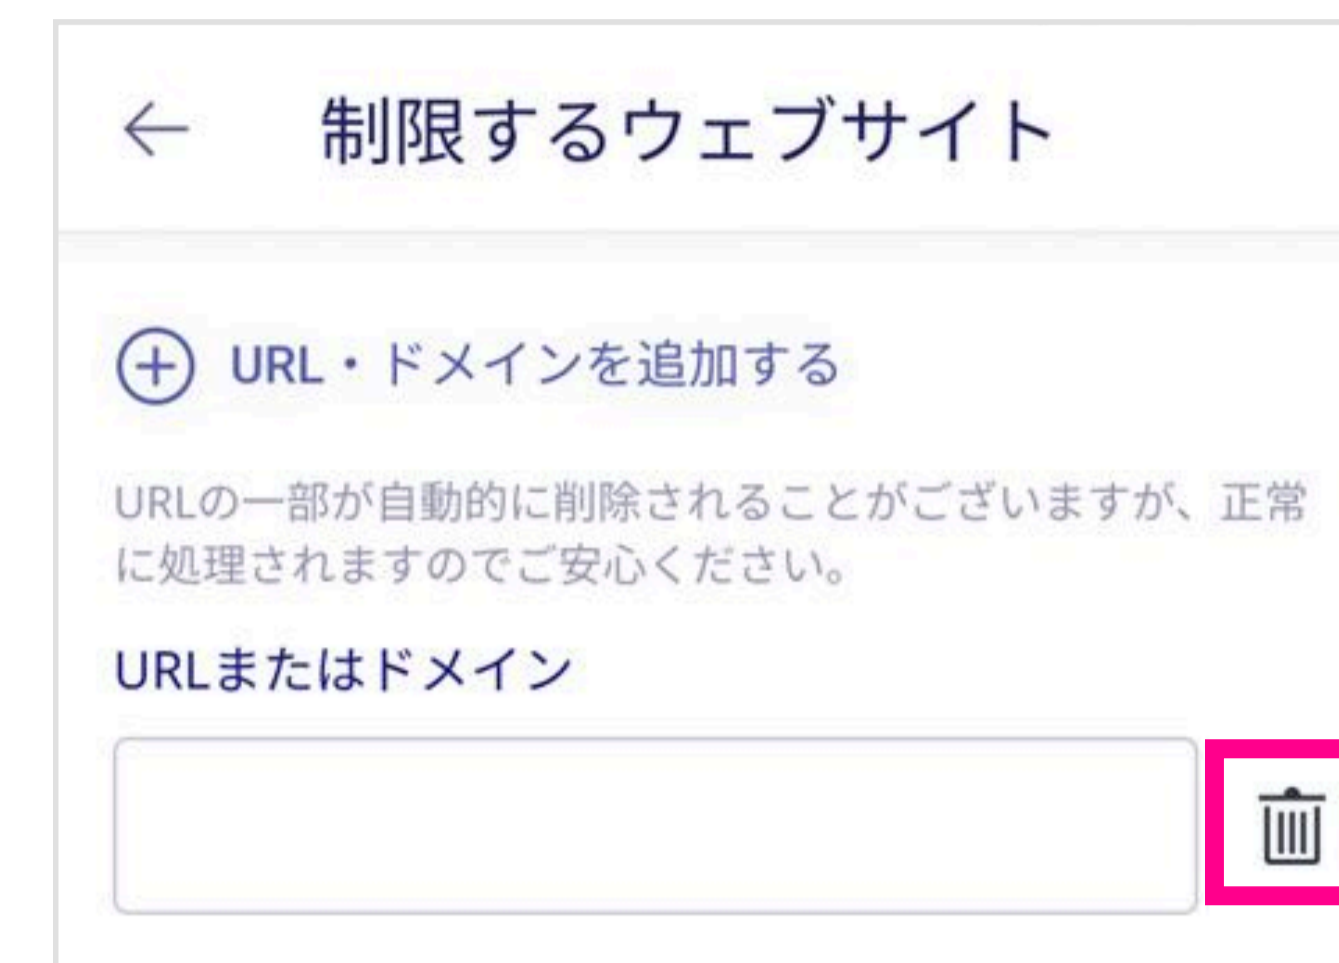 制限するウェブサイト
URL・ドメインを追加する
URLの一部が自動的に削除されることがございますが、正常
に処理されますのでご安心ください。
URLまたはドメイン